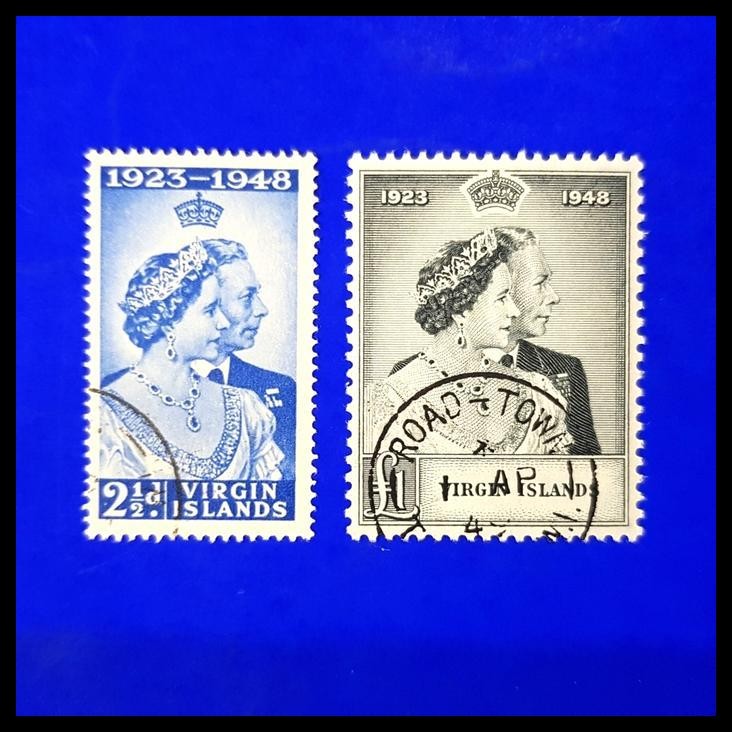 1923–1948
2½d VIRGIN
ISLANDS
1923 1948
£1 VIRGIN ISLANDS
ROAD-TOWN
AP